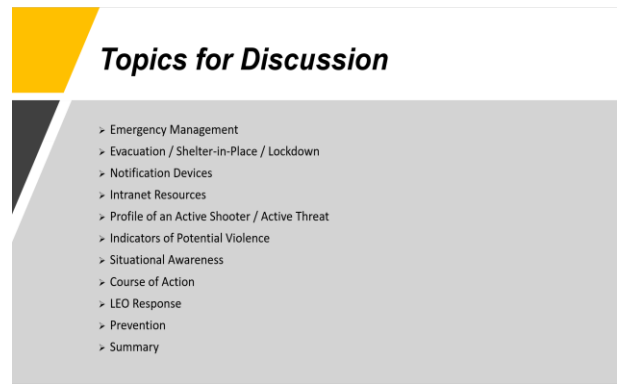 Topics for Discussion
➢ Emergency Management
➢ Evacuation / Shelter-in-Place / Lockdown
➢ Notification Devices
➢ Intranet Resources
➢ Profile of an Active Shooter / Active Threat
➢ Indicators of Potential Violence
➢ Situational Awareness
➢ Course of Action
➢ LEO Response
➢ Prevention
➢ Summary